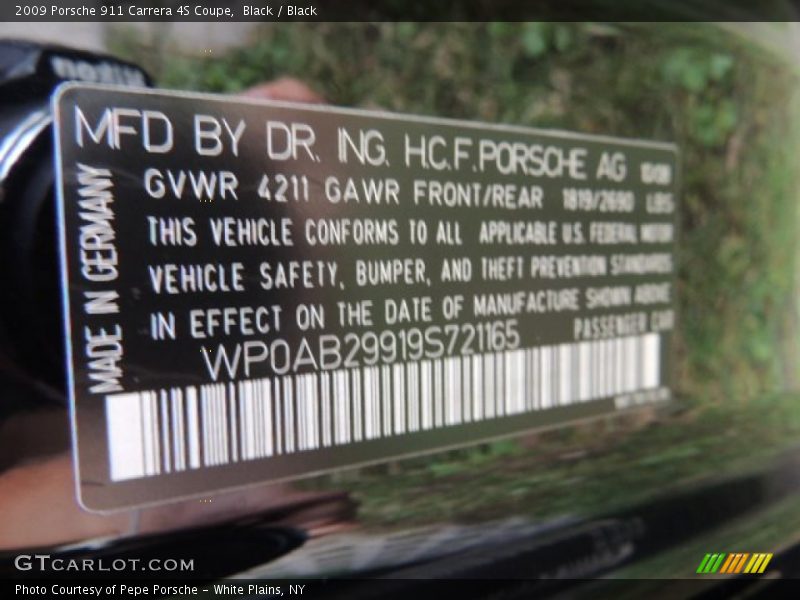 2009 Porsche 911 Carrera 4S Coupe,  Black / Black
MFD BY DR. ING. H.C.F. PORSCHE AG 10/08
GVWR 4211 GAWR FRONT/REAR 1819/2690 LBS
THIS VEHICLE CONFORMS TO ALL APPLICABLE U.S. FEDERAL MOTOR
VEHICLE SAFETY, BUMPER, AND THEFT PREVENTION STANDARDS
IN EFFECT ON THE DATE OF MANUFACTURE SHOWN ABOVE
WP0AB29919S721165 PASSENGER CAR
MADE IN GERMANY
GTCARLOT.COM
Photo Courtesy of Pepe Porsche – White Plains, NY